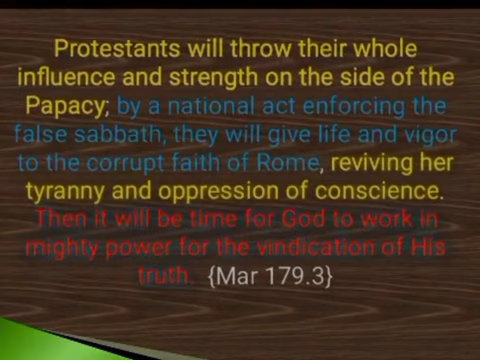 Protestants will throw their whole
influence and strength on the side of the
Papacy; by a national act enforcing the
false sabbath, they will give life and vigor
to the corrupt faith of Rome, reviving her
tyranny and oppression of conscience.
Then it will be time for God to work in
mighty power for the vindication of His
truth. {Mar 179.3}